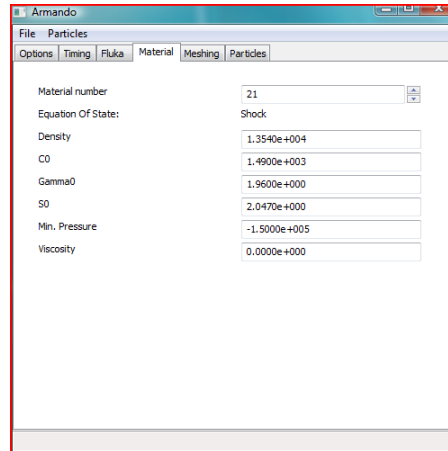 Armando
File Particles
Options Timing Fluka Material Meshing Particles
Material number 21
Equation Of State: Shock
Density 1.3540e+004
C0 1.4900e+003
Gamma0 1.9600e+000
S0 2.0470e+000
Min. Pressure -1.5000e+005
Viscosity 0.0000e+000